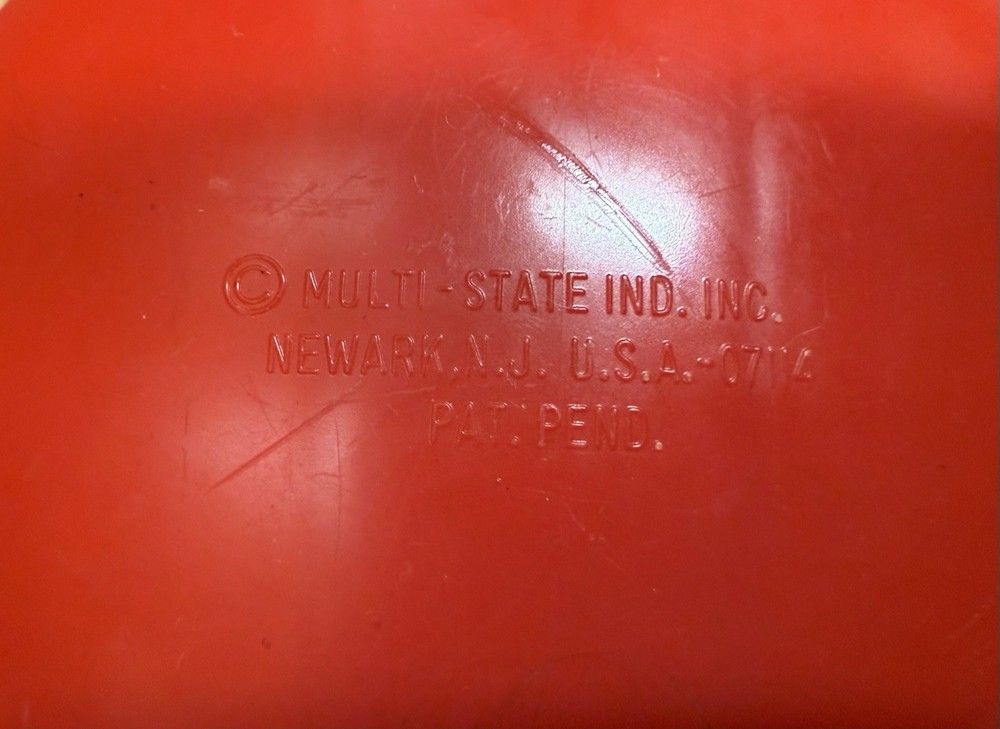 © MULTI-STATE IND. INC.
NEWARK, N.J. U.S.A.-07114
PAT. PEND.